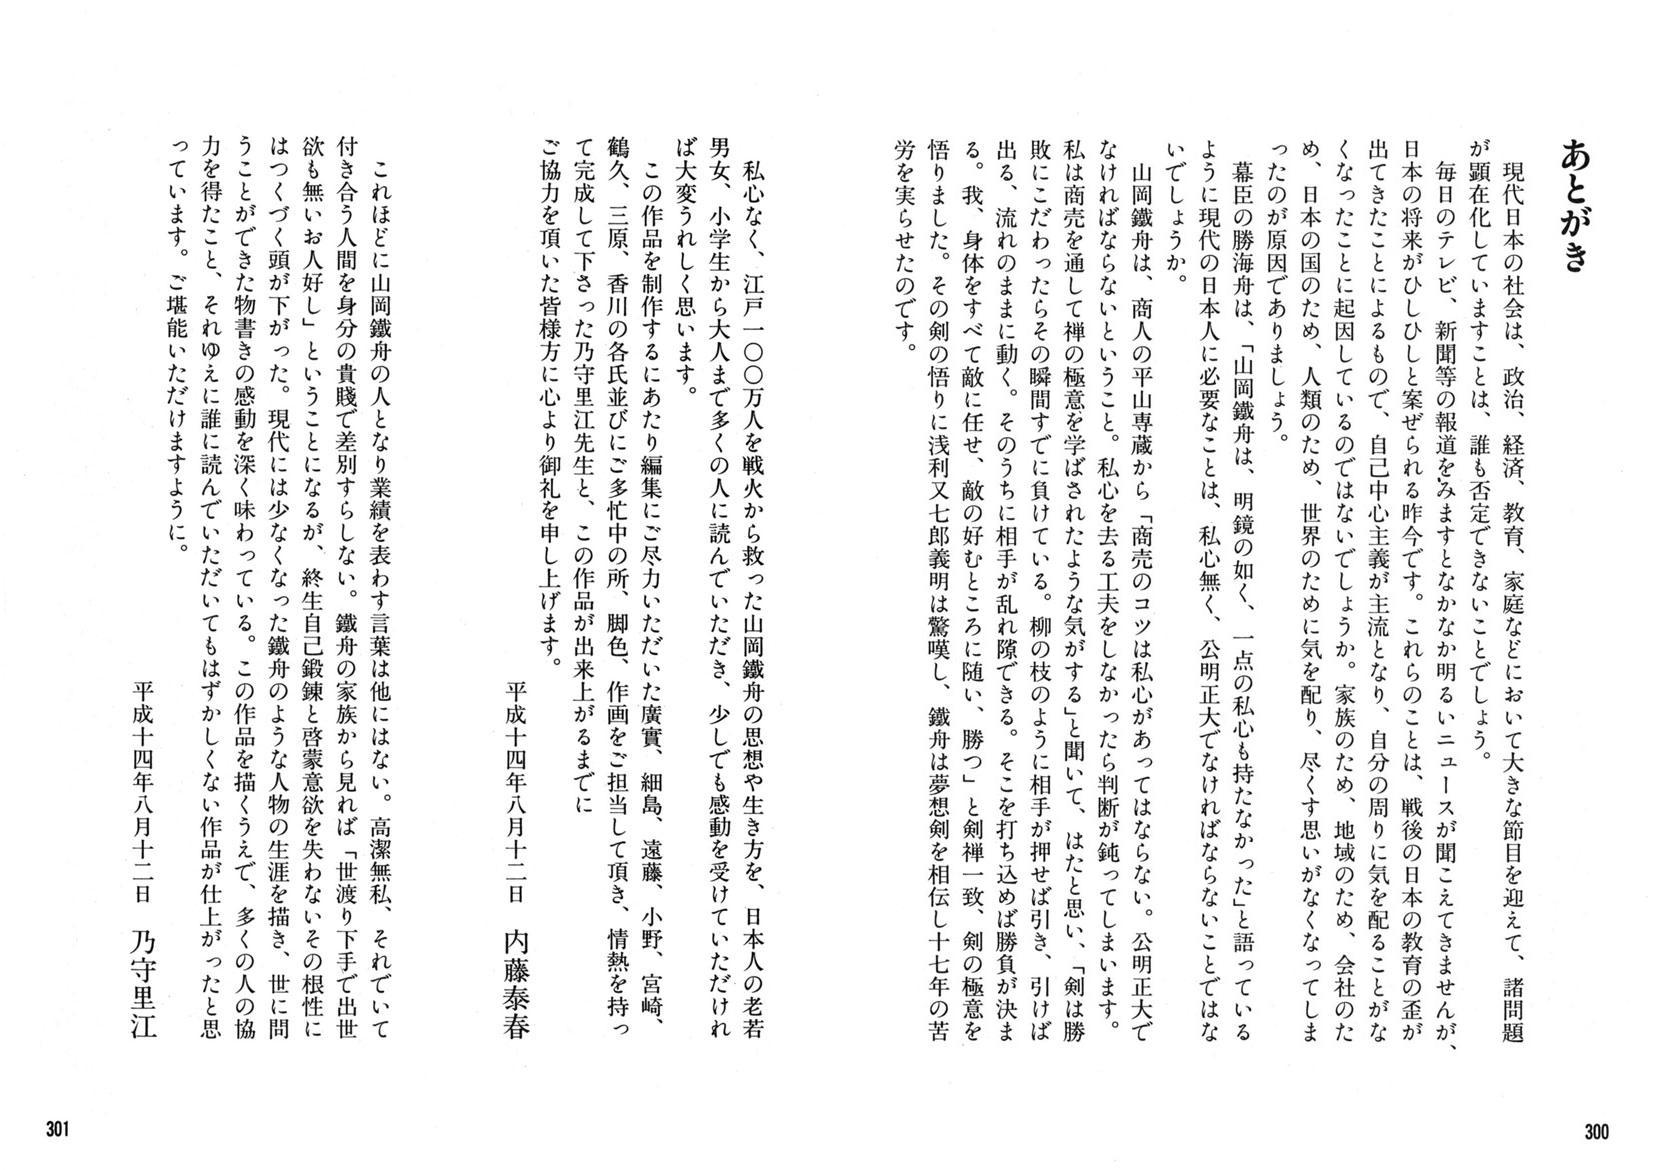 あとがき
現代日本の社会は、政治、経済、教育、家庭などにおいて大きな節目を迎えて、諸問題
が顕在化していますことは、誰も否定できないことでしょう。
毎日のテレビ、新聞等の報道をみますとなかなか明るいニュースが聞こえてきませんが、
日本の将来がひしひしと案ぜられる昨今です。これらのことは、戦後の日本の教育の歪が
出てきたことによるもので、自己中心主義が主流となり、自分の周りに気を配ることがな
くなったことに起因しているのではないでしょうか。家族のため、地域のため、会社のた
め、日本の国のため、人類のため、世界のために気を配り、尽くす思いがなくなってしま
ったのが原因でありましょう。
幕臣の勝海舟は、「山岡鐵舟は、明鏡の如く、一点の私心も持たなかった」と語っている
ように現代の日本人に必要なことは、私心無く、公明正大でなければならないことではな
いでしょうか。
山岡鐵舟は、商人の平山専蔵から「商売のコツは私心があってはならない。公明正大で
なければならないということ。私心を去る工夫をしなかったら判断が鈍ってしまいます。
私は商売を通して禅の極意を学ばされたような気がする」と聞いて、はたと思い、「剣は勝
敗にこだわったらその瞬間すでに負けている。柳の枝のように相手が押せば引き、引けば
出る、流れのままに動く。そのうちに相手が乱れ隙できる。そこを打ち込めば勝負が決ま
る。我、身体をすべて敵に任せ、敵の好むところに随い、勝つ」と剣禅一致、剣の極意を
悟りました。その剣の悟りに浅利又七郎義明は驚嘆し、鐵舟は夢想剣を相伝し十七年の苦
労を実らせたのです。
300
私心なく、江戸一〇〇万人を戦火から救った山岡鐵舟の思想や生き方を、日本人の老若
男女、小学生から大人まで多くの人に読んでいただき、少しでも感動を受けていただけれ
ば大変うれしく思います。
この作品を制作するにあたり編集にご尽力いただいた廣實、細島、遠藤、小野、宮崎、
鶴久、三原、香川の各氏並びにご多忙中の所、脚色、作画をご担当して頂き、情熱を持っ
て完成して下さった乃守里江先生と、この作品が出来上がるまでに
ご協力を頂いた皆様方に心より御礼を申し上げます。
平成十四年八月十二日　内藤泰春
これほどに山岡鐵舟の人となり業績を表わす言葉は他にはない。高潔無私、それでいて
付き合う人間を身分の貴賤で差別すらしない。鐵舟の家族から見れば「世渡り下手で出世
欲も無いお人好し」ということになるが、終生自己鍛錬と啓蒙意欲を失わないその根性に
はつくづく頭が下がった。現代には少なくなった鐵舟のような人物の生涯を描き、世に問
うことができた物書きの感動を深く味わっている。この作品を描くうえで、多くの人の協
力を得たこと、それゆえに誰に読んでいただいてもはずかしくない作品が仕上がったと思
っています。ご堪能いただけますように。
平成十四年八月十二日　乃守里江
301